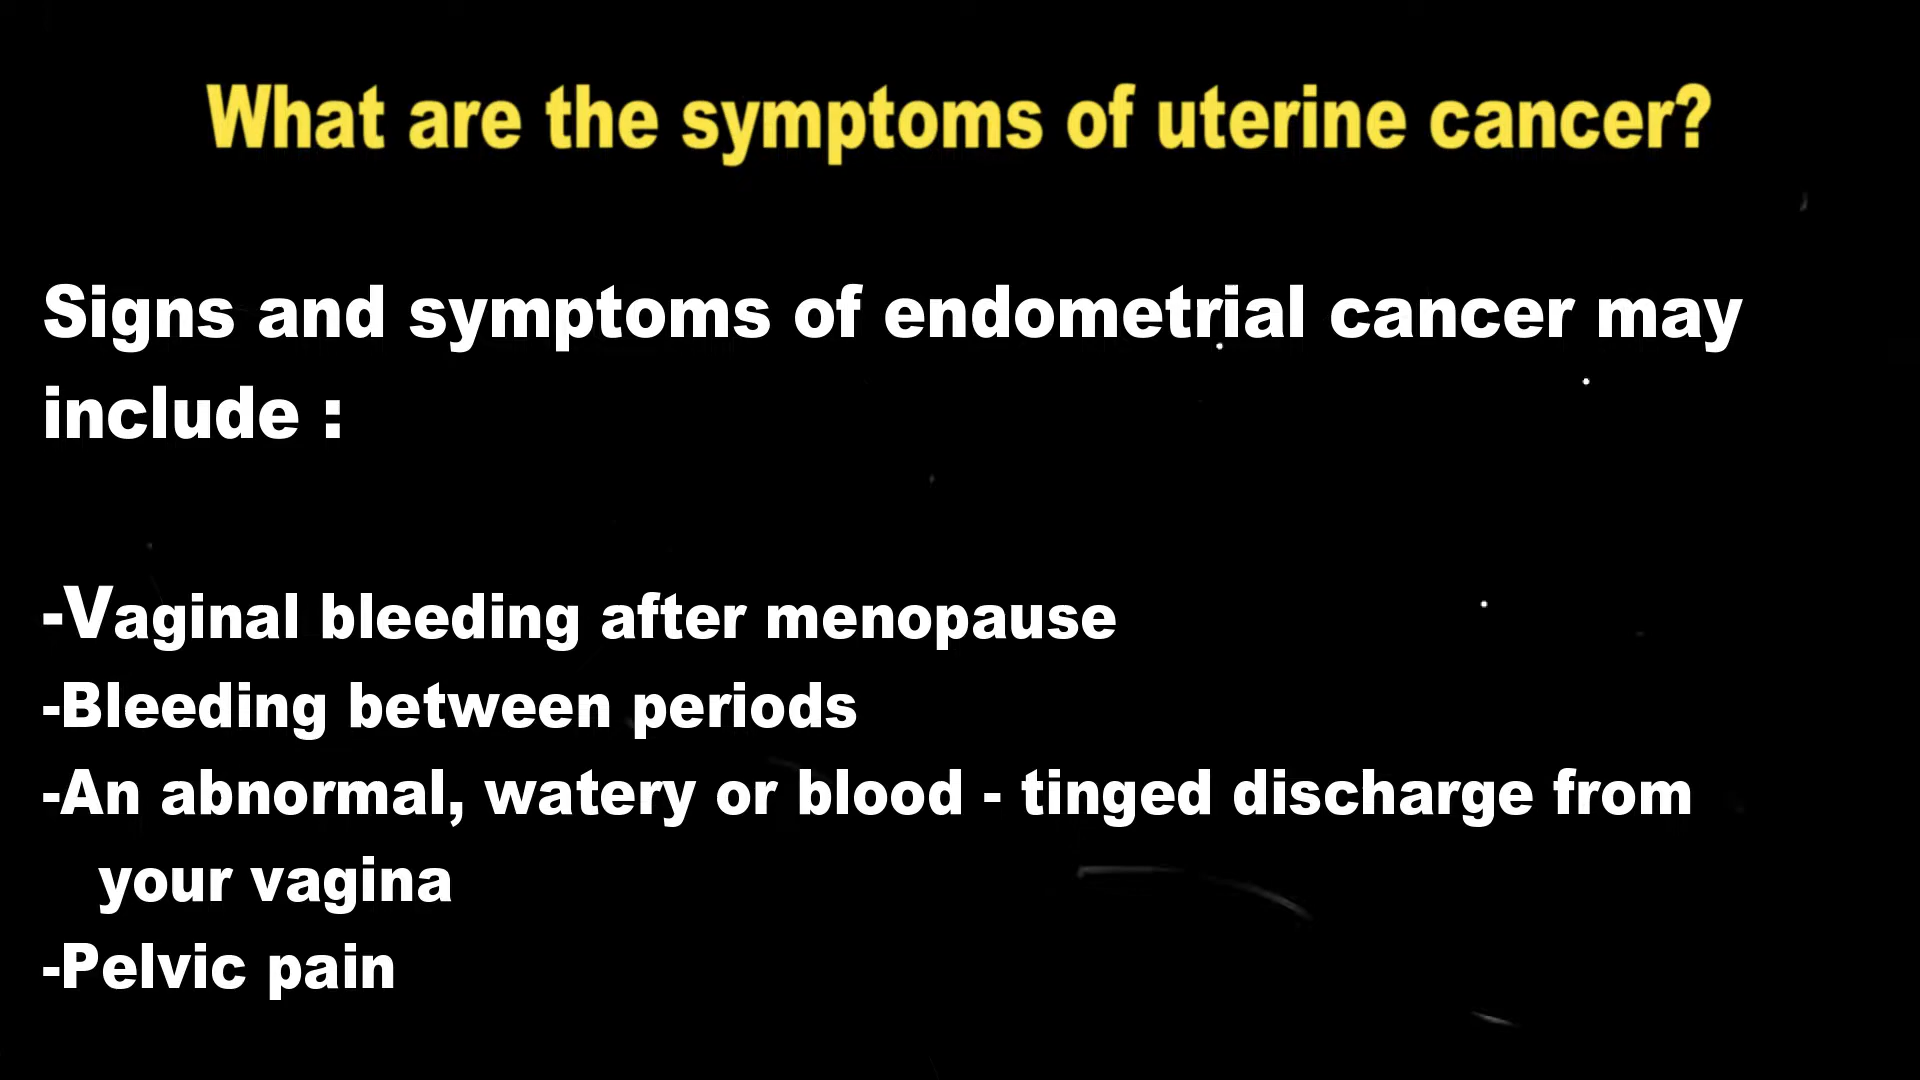 What are the symptoms of uterine cancer?
Signs and symptoms of endometrial cancer may
include :
-Vaginal bleeding after menopause
-Bleeding between periods
-An abnormal, watery or blood - tinged discharge from
your vagina
-Pelvic pain